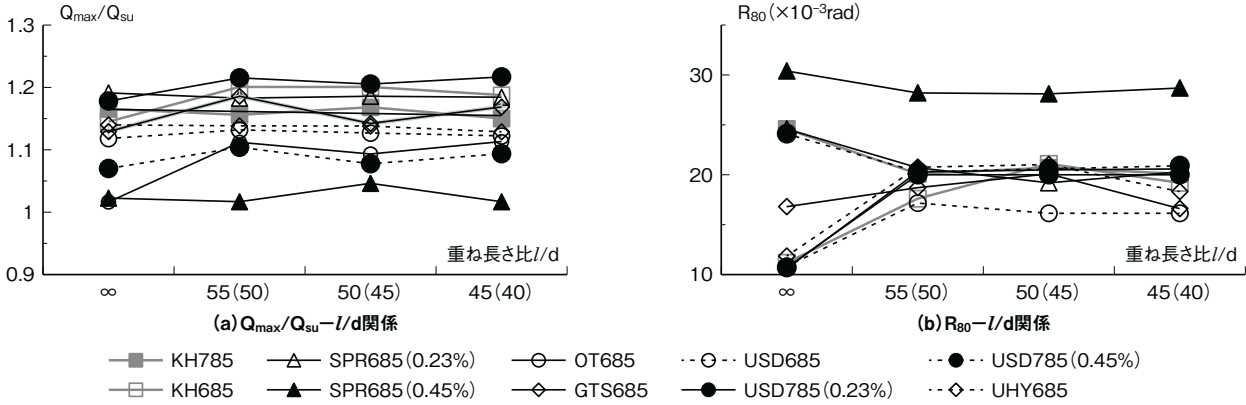 Qmax/Qsu
1.3
1.2
1.1
1
0.9
重ね長さ比l/d
∞ 55(50) 50(45) 45(40)
(a)Qmax/Qsu−l/d関係
R80(×10−3rad)
30
20
10
重ね長さ比l/d
∞ 55(50) 50(45) 45(40)
(b)R80−l/d関係
KH785 SPR685(0.23%) OT685 USD685 USD785(0.45%)
KH685 SPR685(0.45%) GTS685 USD785(0.23%) UHY685